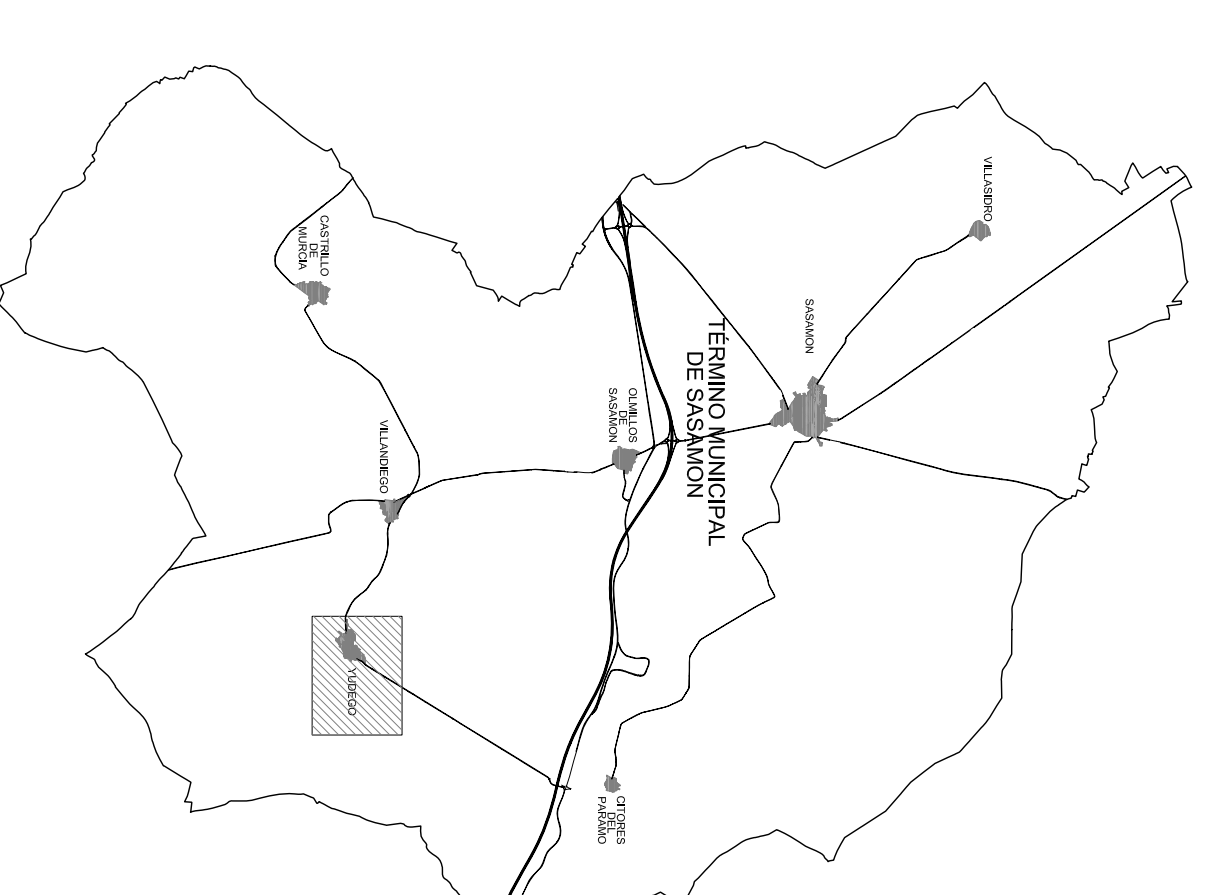 VILLASIDRO
SASAMON
TÉRMINO MUNICIPAL
DE SASAMON
OLMILLOS
DE
SASAMON
CITORES
DEL
PARAMO
VILLANDIEGO
YUDEGO
CASTRILLO
DE
MURCIA